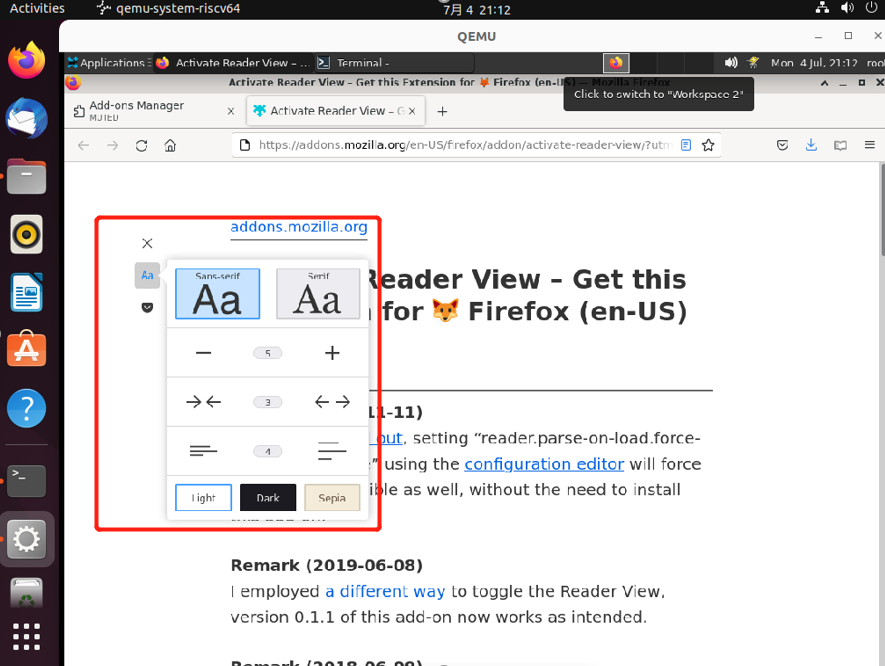 Activities
qemu-system-riscv64
7月 4 21:12
QEMU
Applications
Activate Reader View – ...
Terminal -
Mon 4 Jul, 21:12
Activate Reader View – Get this Extension for 🦊 Firefox (en-US) — Mozilla Firefox
Click to switch to "Workspace 2"
Add-ons Manager
MUTED
Activate Reader View – G
https://addons.mozilla.org/en-US/firefox/addon/activate-reader-view/?utm
addons.mozilla.org
Aa
Sans-serif
Aa
Serif
Aa
Reader View – Get this
for 🦊 Firefox (en-US)
5
3
4
Light
Dark
Sepia
11-11)
out, setting “reader.parse-on-load.force-
” using the configuration editor will force
ible as well, without the need to install
Remark (2019-06-08)
I employed a different way to toggle the Reader View,
version 0.1.1 of this add-on now works as intended.